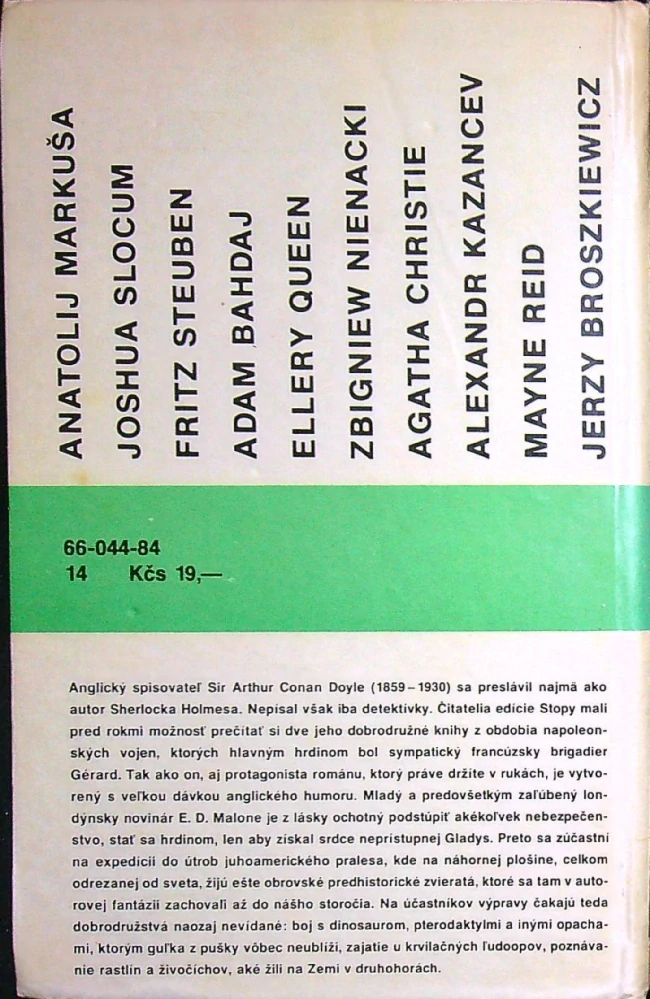 ANATOLIJ MARKUŠA
JOSHUA SLOCUM
FRITZ STEUBEN
ADAM BAHDAJ
ELLERY QUEEN
ZBIGNIEW NIENACKI
AGATHA CHRISTIE
ALEXANDR KAZANCEV
MAYNE REID
JERZY BROSZKIEWICZ
66-044-84
14 Kčs 19,—
Anglický spisovateľ Sir Arthur Conan Doyle (1859–1930) sa preslávil najmä ako
autor Sherlocka Holmesa. Nepísal však iba detektívky. Čitatelia edície Stopy mali
pred rokmi možnosť prečítať si dve jeho dobrodružné knihy z obdobia napoleon-
ských vojen, ktorých hlavným hrdinom bol sympatický francúzsky brigadier
Gérard. Tak ako on, aj protagonista románu, ktorý práve držíte v rukách, je vytvo-
rený s veľkou dávkou anglického humoru. Mladý a predovšetkým zaľúbený lon-
dýnsky novinár E. D. Malone je z lásky ochotný podstúpiť akékoľvek nebezpečen-
stvo, stať sa hrdinom, len aby získal srdce neprístupnej Gladys. Preto sa zúčastní
na expedícii do útrob juhoamerického pralesa, kde na náhornej plošine, celkom
odrezanej od sveta, žijú ešte obrovské predhistorické zvieratá, ktoré sa tam v auto-
rovej fantázii zachovali až do nášho storočia. Na účastníkov výpravy čakajú teda
dobrodružstvá naozaj nevídané: boj s dinosaurom, pterodaktylmi a inými opacha-
mi, ktorým guľka z pušky vôbec neublíži, zajatie u krvilačných ľudoopov, poznáva-
nie rastlín a živočíchov, aké žili na Zemi v druhohorách.